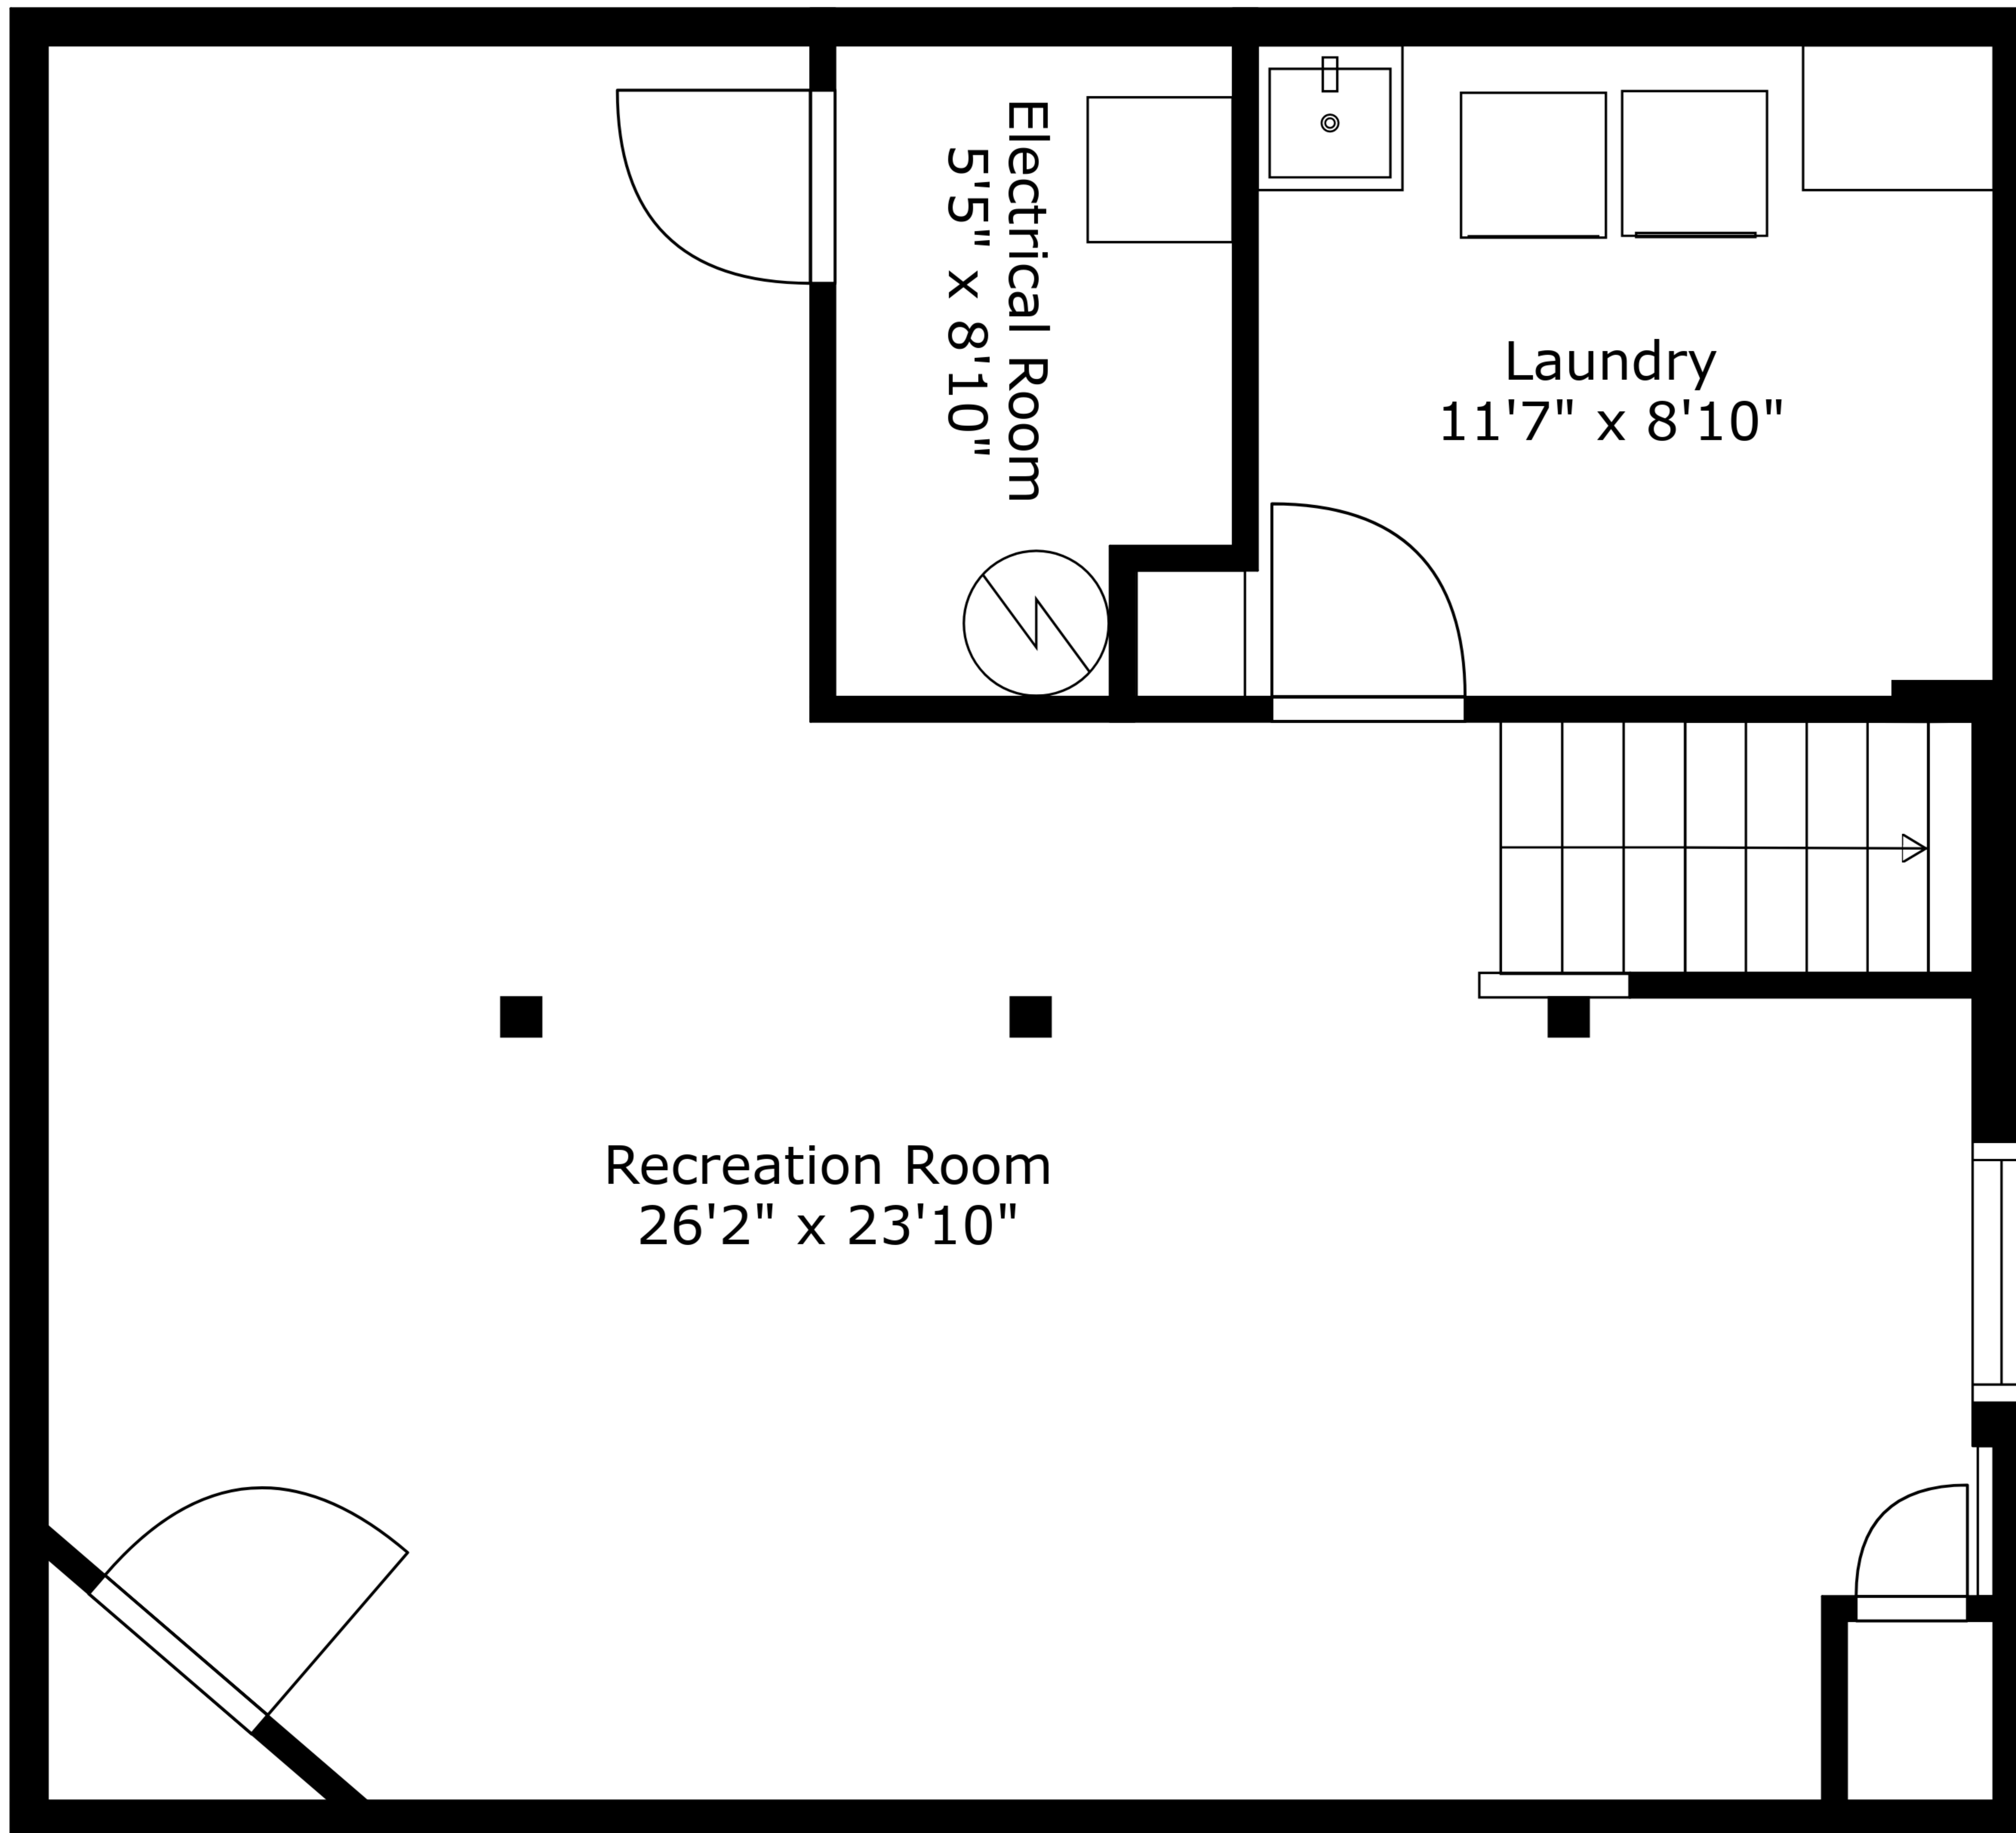 Electrical Room
5'5" x 8'10"
Laundry
11'7" x 8'10"
Recreation Room
26'2" x 23'10"